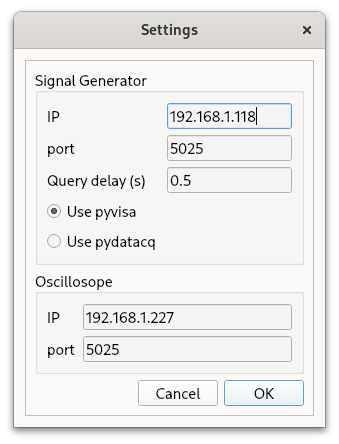 Settings
Signal Generator
IP 192.168.1.118
port 5025
Query delay (s) 0.5
Use pyvisa
Use pydatacq
Oscillosope
IP 192.168.1.227
port 5025
Cancel OK